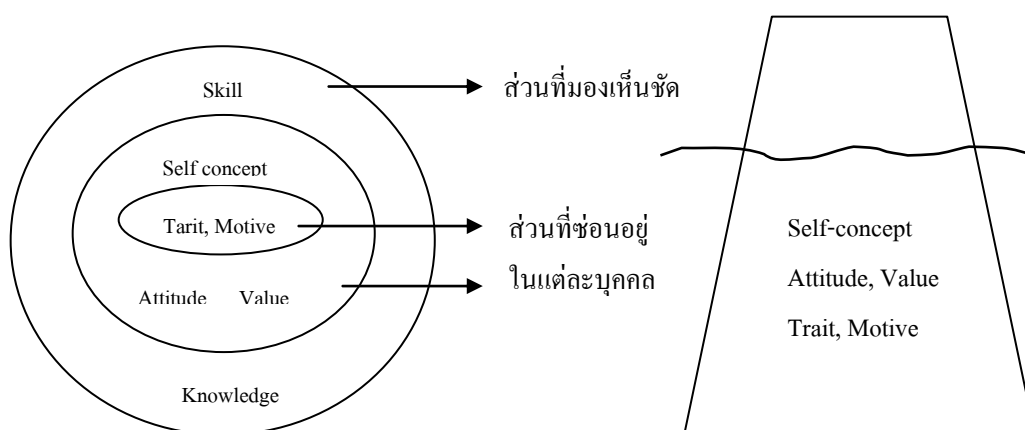 Skill
Self concept
Tarit, Motive
Attitude Value
Knowledge
ส่วนที่มองเห็นชัด
ส่วนที่ซ่อนอยู่
ในแต่ละบุคคล
Self-concept
Attitude, Value
Trait, Motive